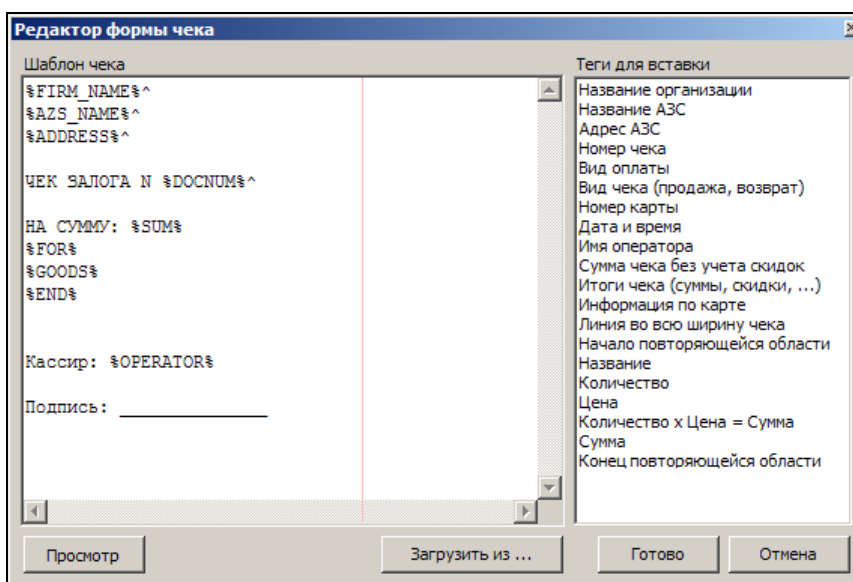 Редактор формы чека
Шаблон чека
%FIRM_NAME%^
%AZS_NAME%^
%ADDRESS%^
ЧЕК ЗАЛОГА N %DOCNUM%^
НА СУММУ: %SUM%
%FOR%
%GOODS%
%END%
Кассир: %OPERATOR%
Подпись: ______________
Теги для вставки
Название организации
Название АЗС
Адрес АЗС
Номер чека
Вид оплаты
Вид чека (продажа, возврат)
Номер карты
Дата и время
Имя оператора
Сумма чека без учета скидок
Итоги чека (суммы, скидки, ...)
Информация по карте
Линия во всю ширину чека
Начало повторяющейся области
Название
Количество
Цена
Количество x Цена = Сумма
Сумма
Конец повторяющейся области
Просмотр
Загрузить из ...
Готово
Отмена